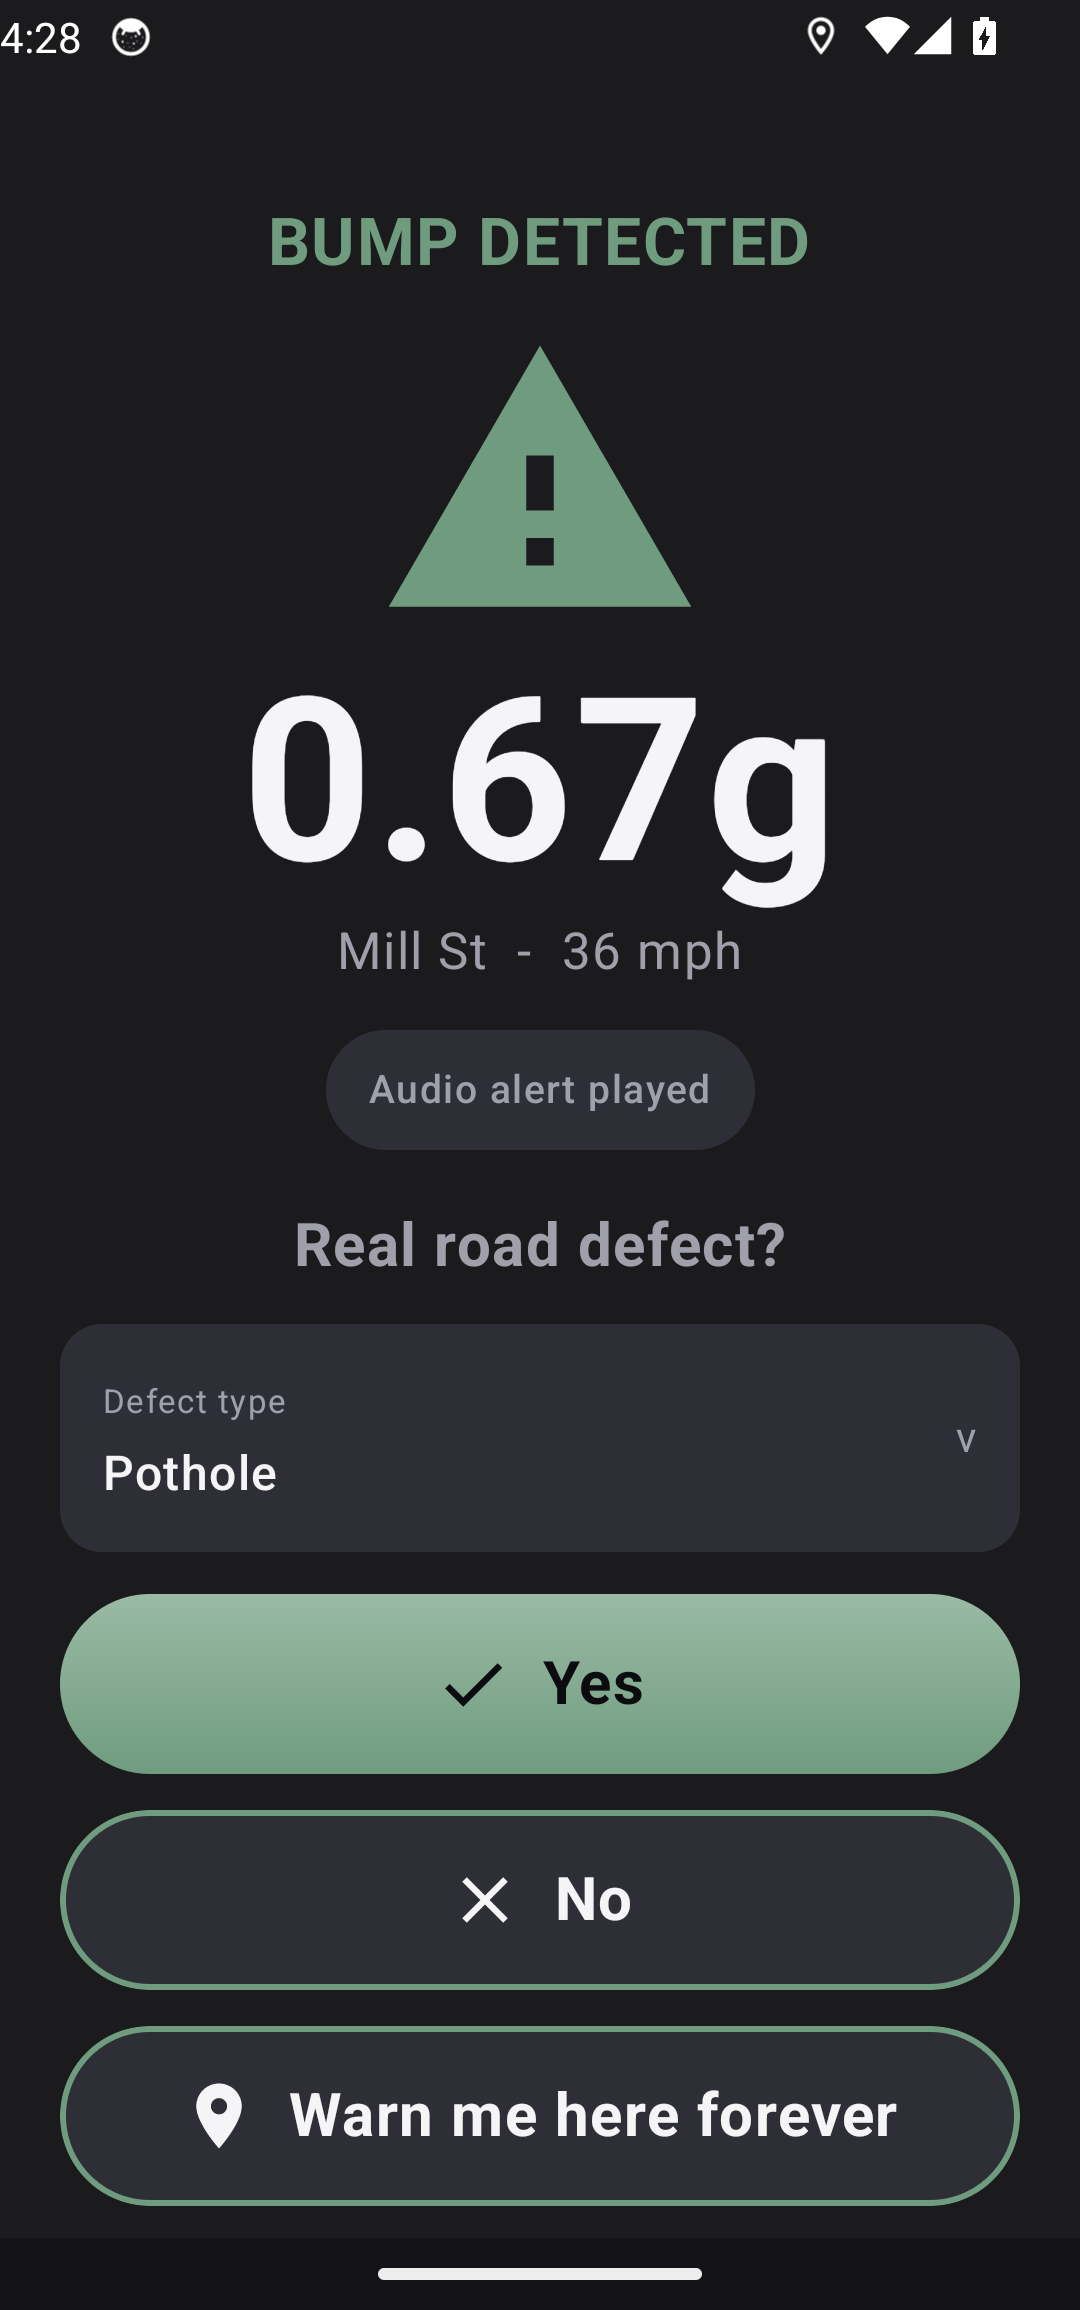 4:28
BUMP DETECTED
0.67g
Mill St - 36 mph
Audio alert played
Real road defect?
Defect type
Pothole
v
Yes
No
Warn me here forever